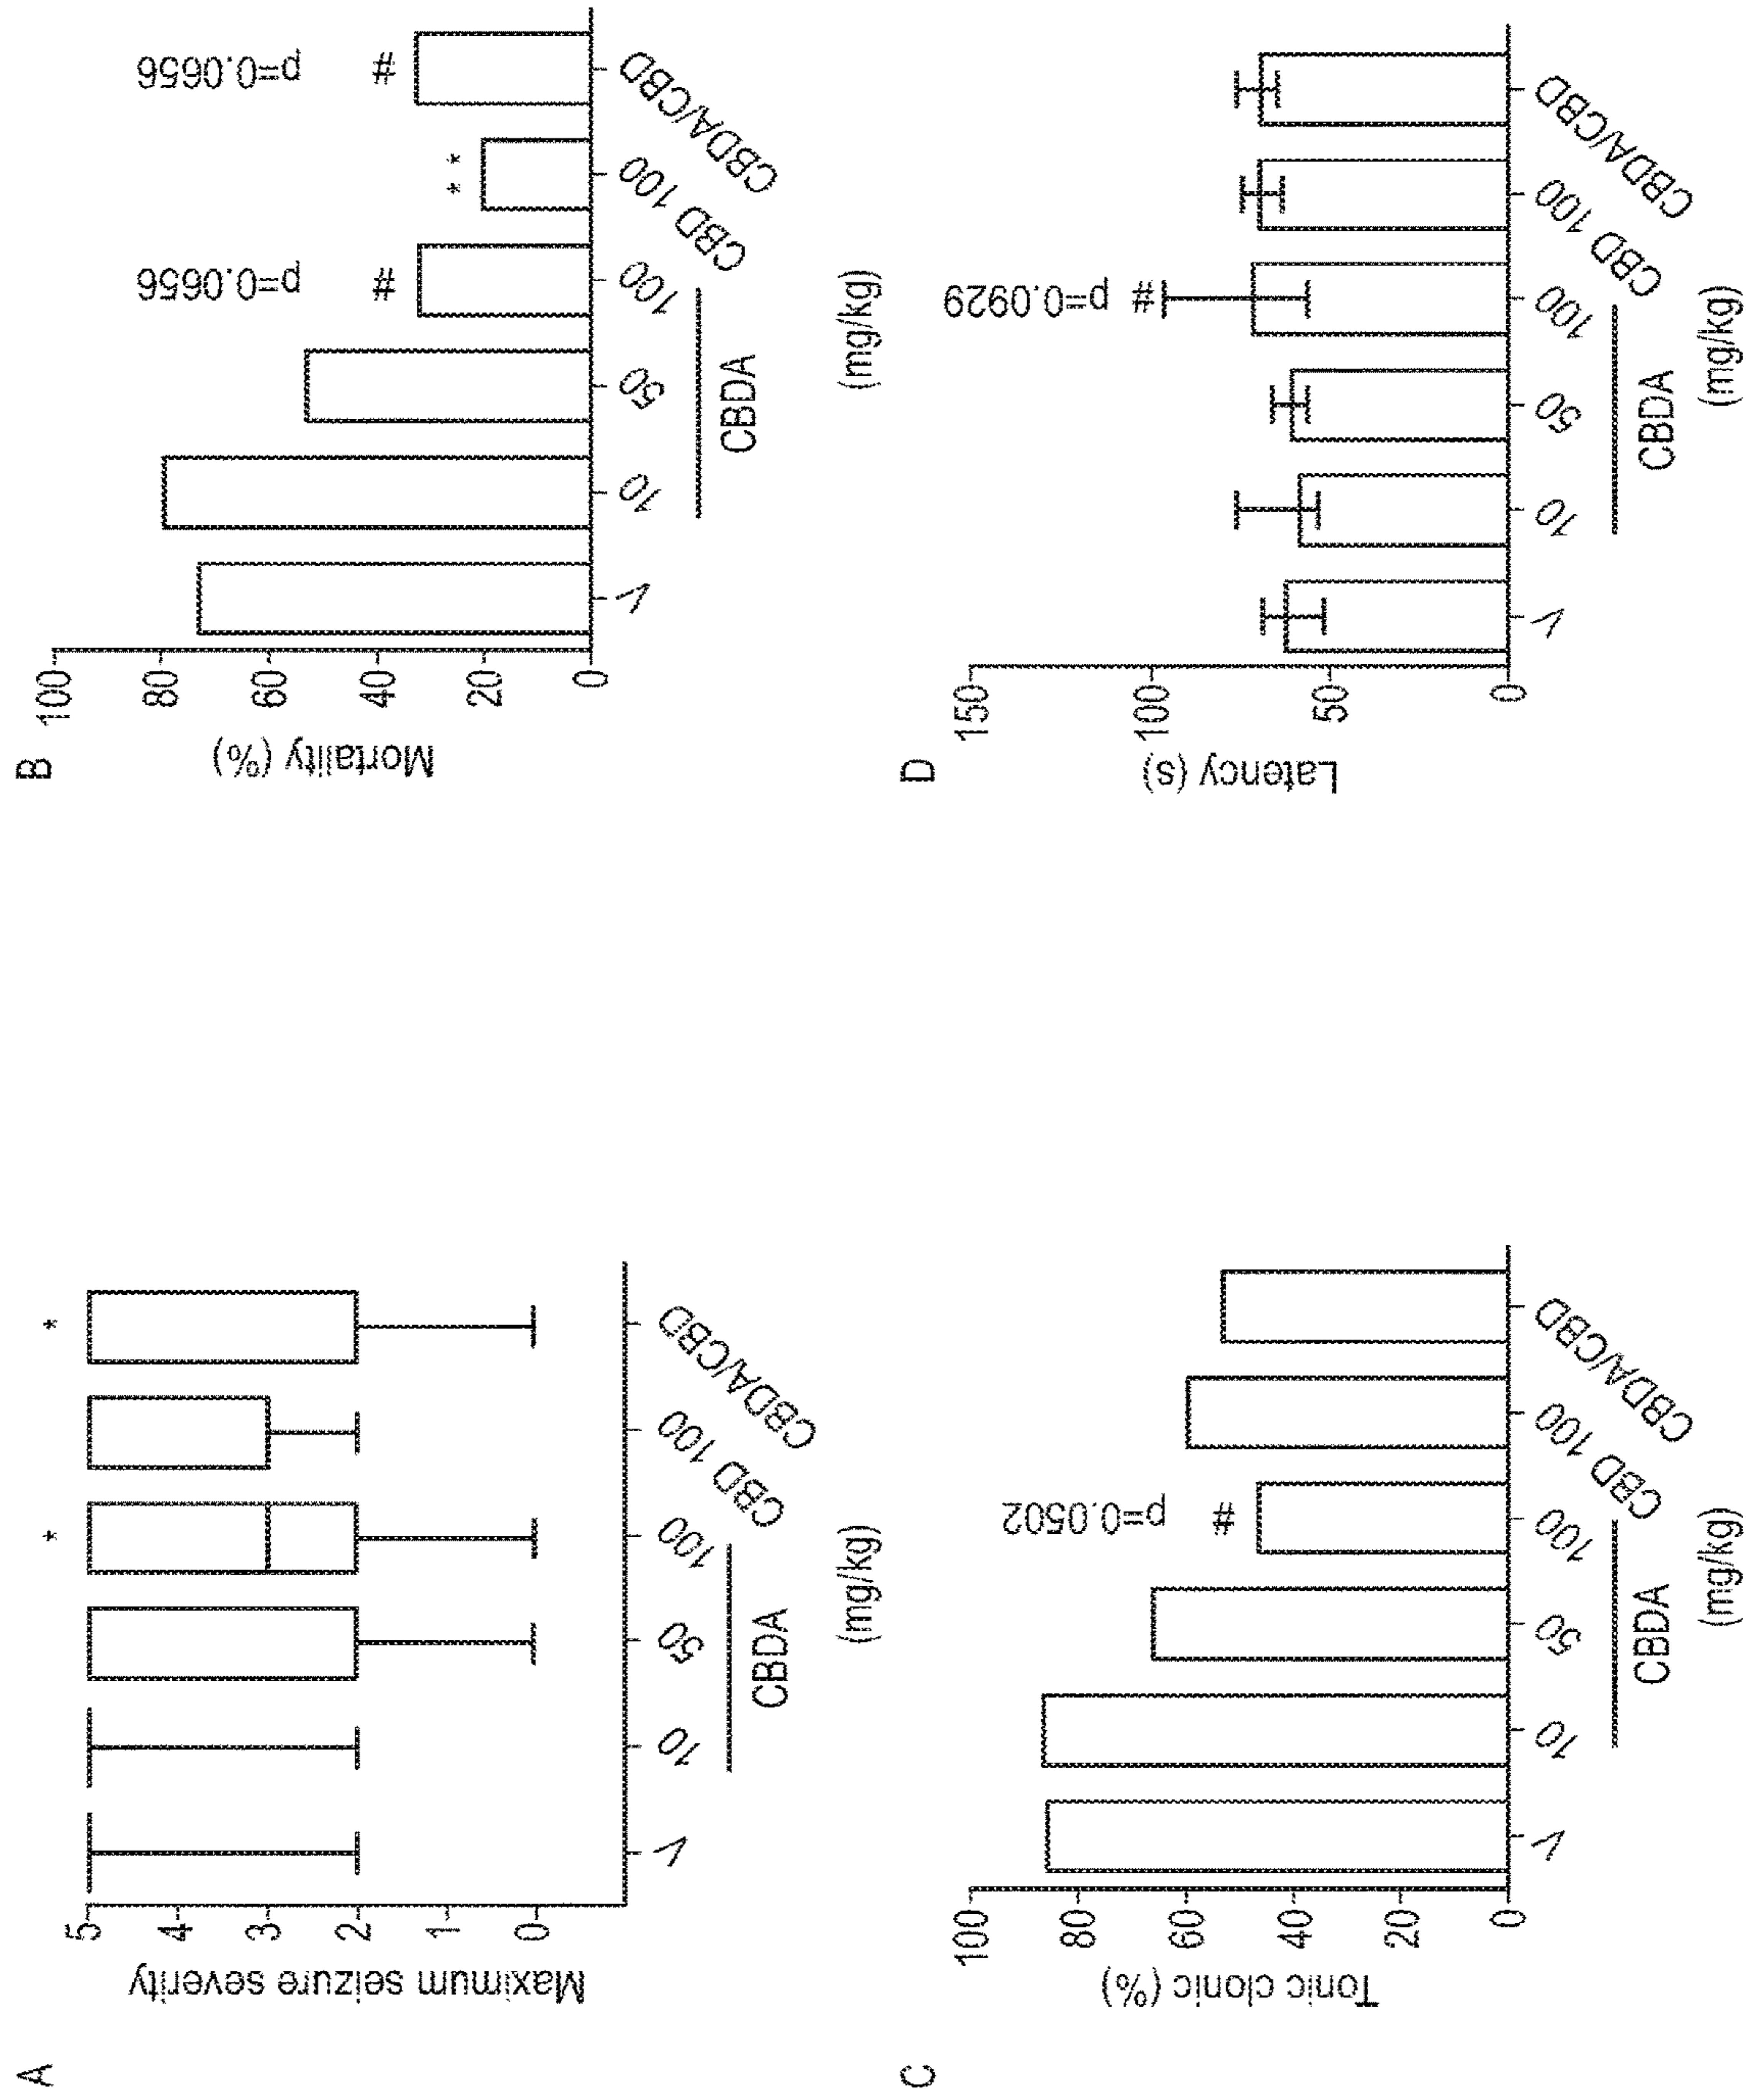 A
Maximum seizure severity
5
4
3
2
1
0
* *
V 10 50 100 CBD 100 CBDA/CBD
CBDA
(mg/kg)
B
Mortality (%)
100
80
60
40
20
0
p=0.0656 p=0.0656
# * * #
V 10 50 100 CBD 100 CBDA/CBD
CBDA
(mg/kg)
C
Tonic clonic (%)
100
80
60
40
20
0
p=0.0502
#
V 10 50 100 CBD 100 CBDA/CBD
CBDA
(mg/kg)
D
Latency (s)
150
100
50
0
p=0.0929
#
V 10 50 100 CBD 100 CBDA/CBD
CBDA
(mg/kg)